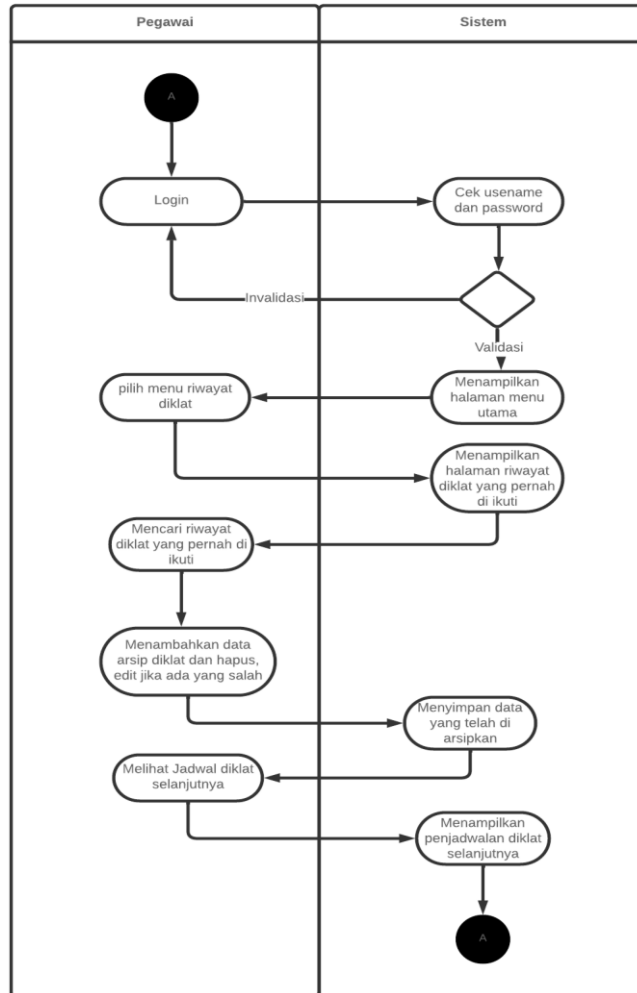 Pegawai
Sistem
A
Login
Cek usename
dan password
Invalidasi
Validasi
pilih menu riwayat
diklat
Menampilkan
halaman menu
utama
Menampilkan
halaman riwayat
diklat yang pernah
di ikuti
Mencari riwayat
diklat yang pernah di
ikuti
Menambahkan data
arsip diklat dan hapus,
edit jika ada yang salah
Menyimpan data
yang telah di
arsipkan
Melihat Jadwal diklat
selanjutnya
Menampilkan
penjadwalan diklat
selanjutnya
A